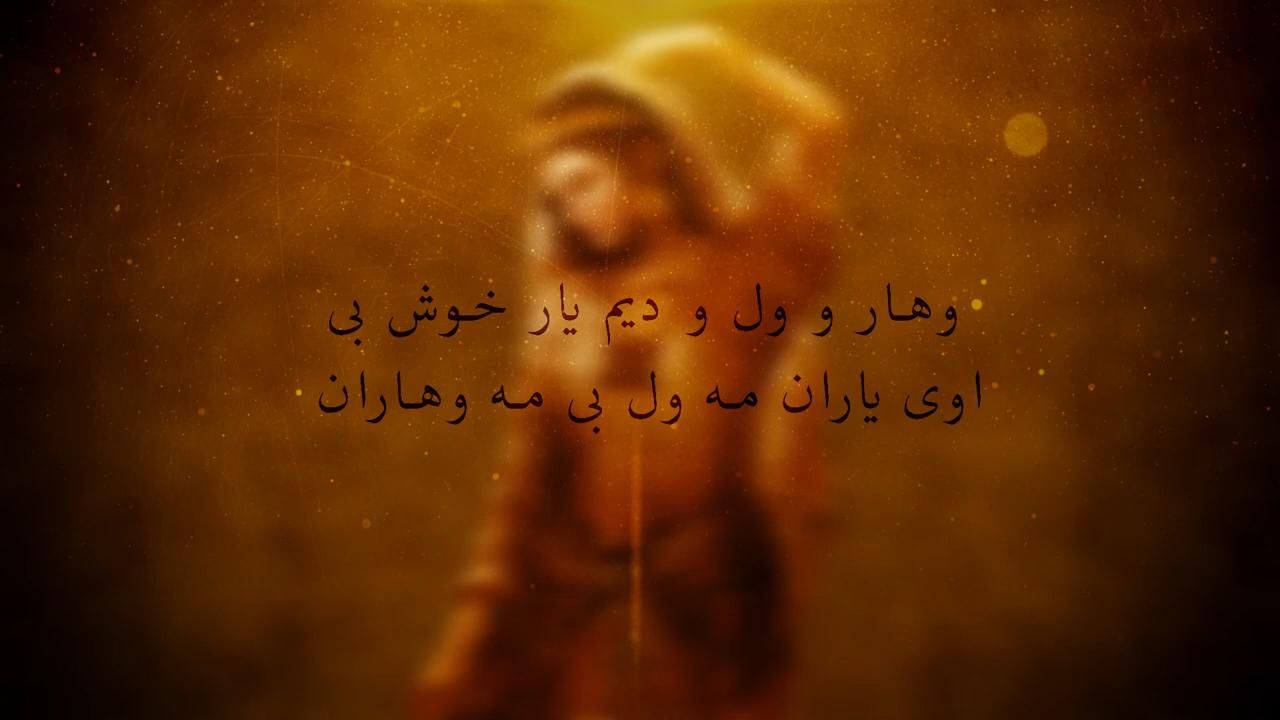 وهار و ول و دیم یار خوش بی
اوی یاران مه ول بی مه وهاران